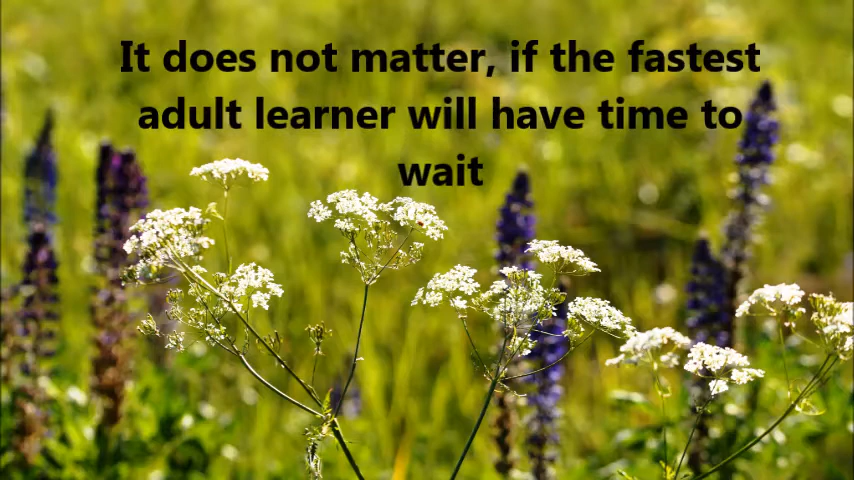 It does not matter, if the fastest
adult learner will have time to
wait